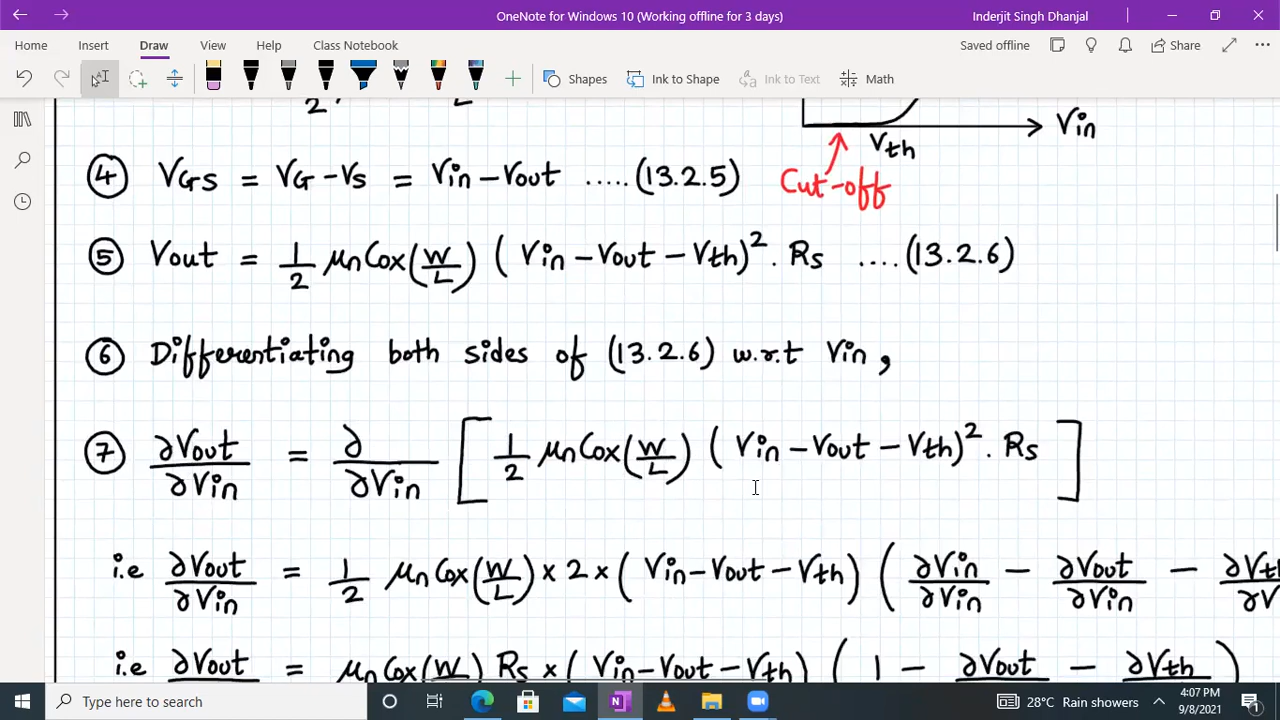 OneNote for Windows 10 (Working offline for 3 days)
Inderjit Singh Dhanjal
Home Insert Draw View Help Class Notebook
Saved offline
Share
Shapes
Ink to Shape
Ink to Text
Math
2 L
Vin
Vth
Cut-off
④ VGS = VG - VS = Vin - Vout ..... (13.2.5)
⑤ Vout = 1/2 μnCox(W/L) (Vin - Vout - Vth)². Rs ....(13.2.6)
⑥ Differentiating both sides of (13.2.6) w.r.t Vin,
⑦ ∂Vout/∂Vin = ∂/∂Vin [ 1/2 μnCox(W/L) (Vin - Vout - Vth)². Rs ]
i.e ∂Vout/∂Vin = 1/2 μnCox(W/L) × 2 × (Vin - Vout - Vth) (∂Vin/∂Vin - ∂Vout/∂Vin - ∂Vth/∂V
i.e ∂Vout = μnCox(W Rs × (Vin - Vout - Vth) (1 - ∂Vout - ∂Vth)
Type here to search
28°C Rain showers
4:07 PM
9/8/2021
1